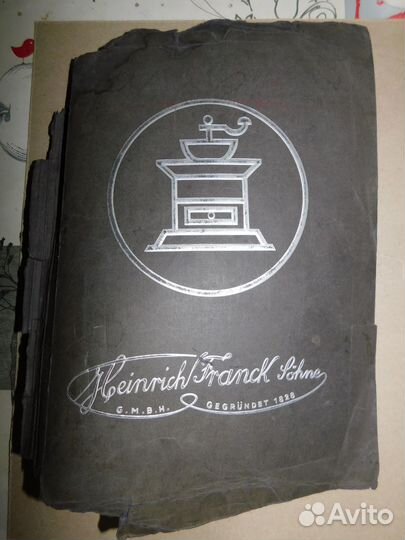 Heinrich Franck Söhne
G.M.B.H. GEGRÜNDET 1828
Avito